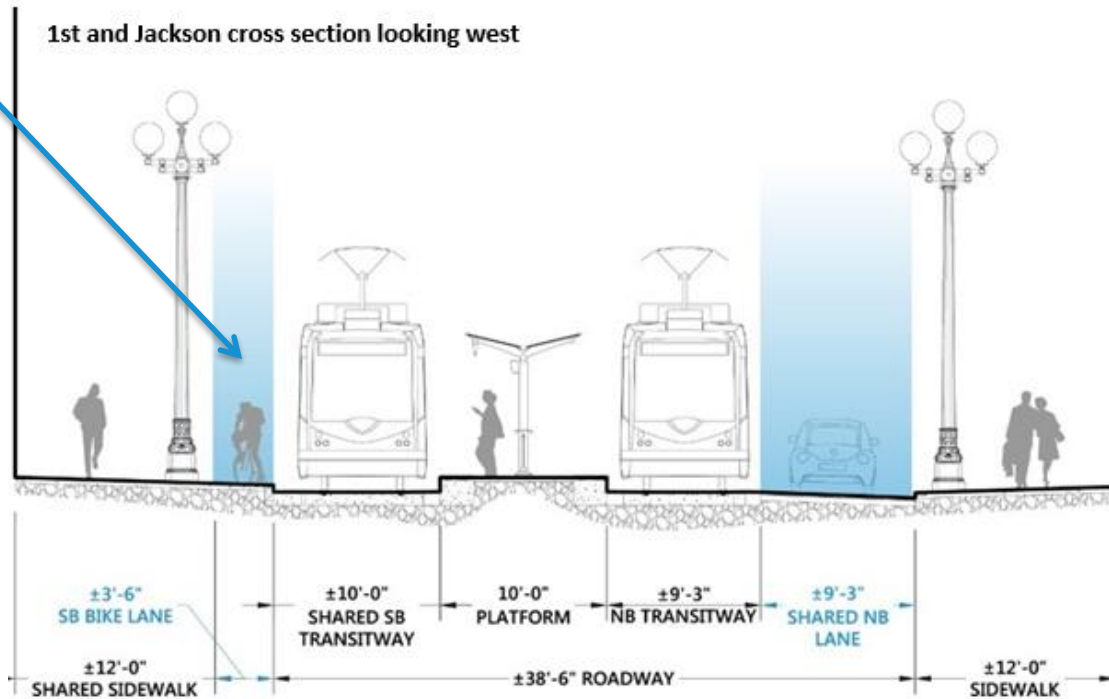 1st and Jackson cross section looking west
±3'-6"
SB BIKE LANE
±10'-0"
SHARED SB
TRANSITWAY
10'-0"
PLATFORM
±9'-3"
NB TRANSITWAY
±9'-3"
SHARED NB
LANE
±12'-0"
SHARED SIDEWALK
±38'-6" ROADWAY
±12'-0"
SIDEWALK